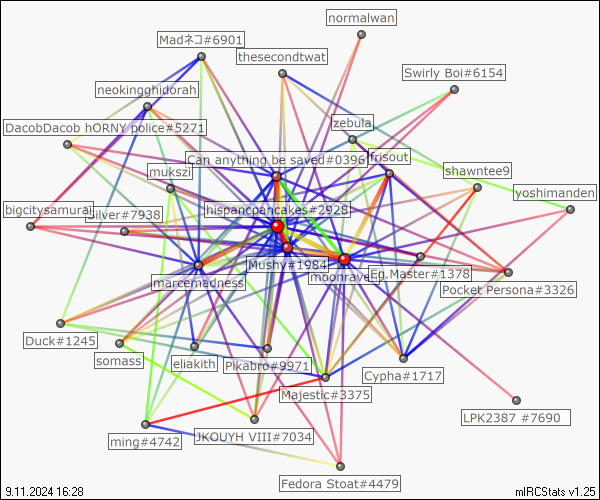 normalwan
Madネコ#6901
thesecondtwat
Swirly Boi#6154
neokingghidorah
zebula
DacobDacob hORNY police#5271
Can anything be saved#0396
frisout
mukszi
shawntee9
yoshimanden
bigcitysamurai
Silver#7938
hispancpancakes#2928
Mushy#1984
moonraven
Eg.Master#1378
marcemadness
Pocket Persona#3326
Duck#1245
somass
eliakith
Pikabro#9971
Cypha#1717
Majestic#3375
LPK2387 #7690
ming#4742
JKOUYH VIII#7034
Fedora Stoat#4479
9.11.2024 16:28
mIRCStats v1.25